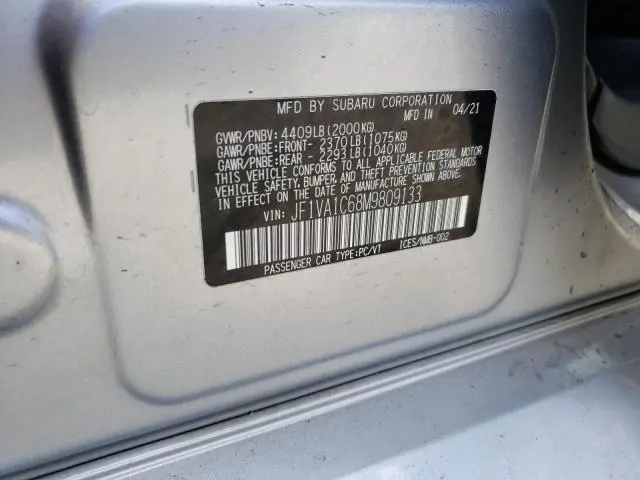 MFD BY SUBARU CORPORATION
MFD IN 04/21
GVWR/PNBV: 4409LB(2000KG)
GAWR/PNBE:FRONT- 2370LB(1075KG)
GAWR/PNBE:REAR - 2293LB(1040KG)
THIS VEHICLE CONFORMS TO ALL APPLICABLE FEDERAL MOTOR
VEHICLE SAFETY, BUMPER, AND THEFT PREVENTION STANDARDS
IN EFFECT ON THE DATE OF MANUFACTURE SHOWN ABOVE.
VIN: JF1VA1C68M9809133
PASSENGER CAR TYPE:PC/VT ICES/NMB-002